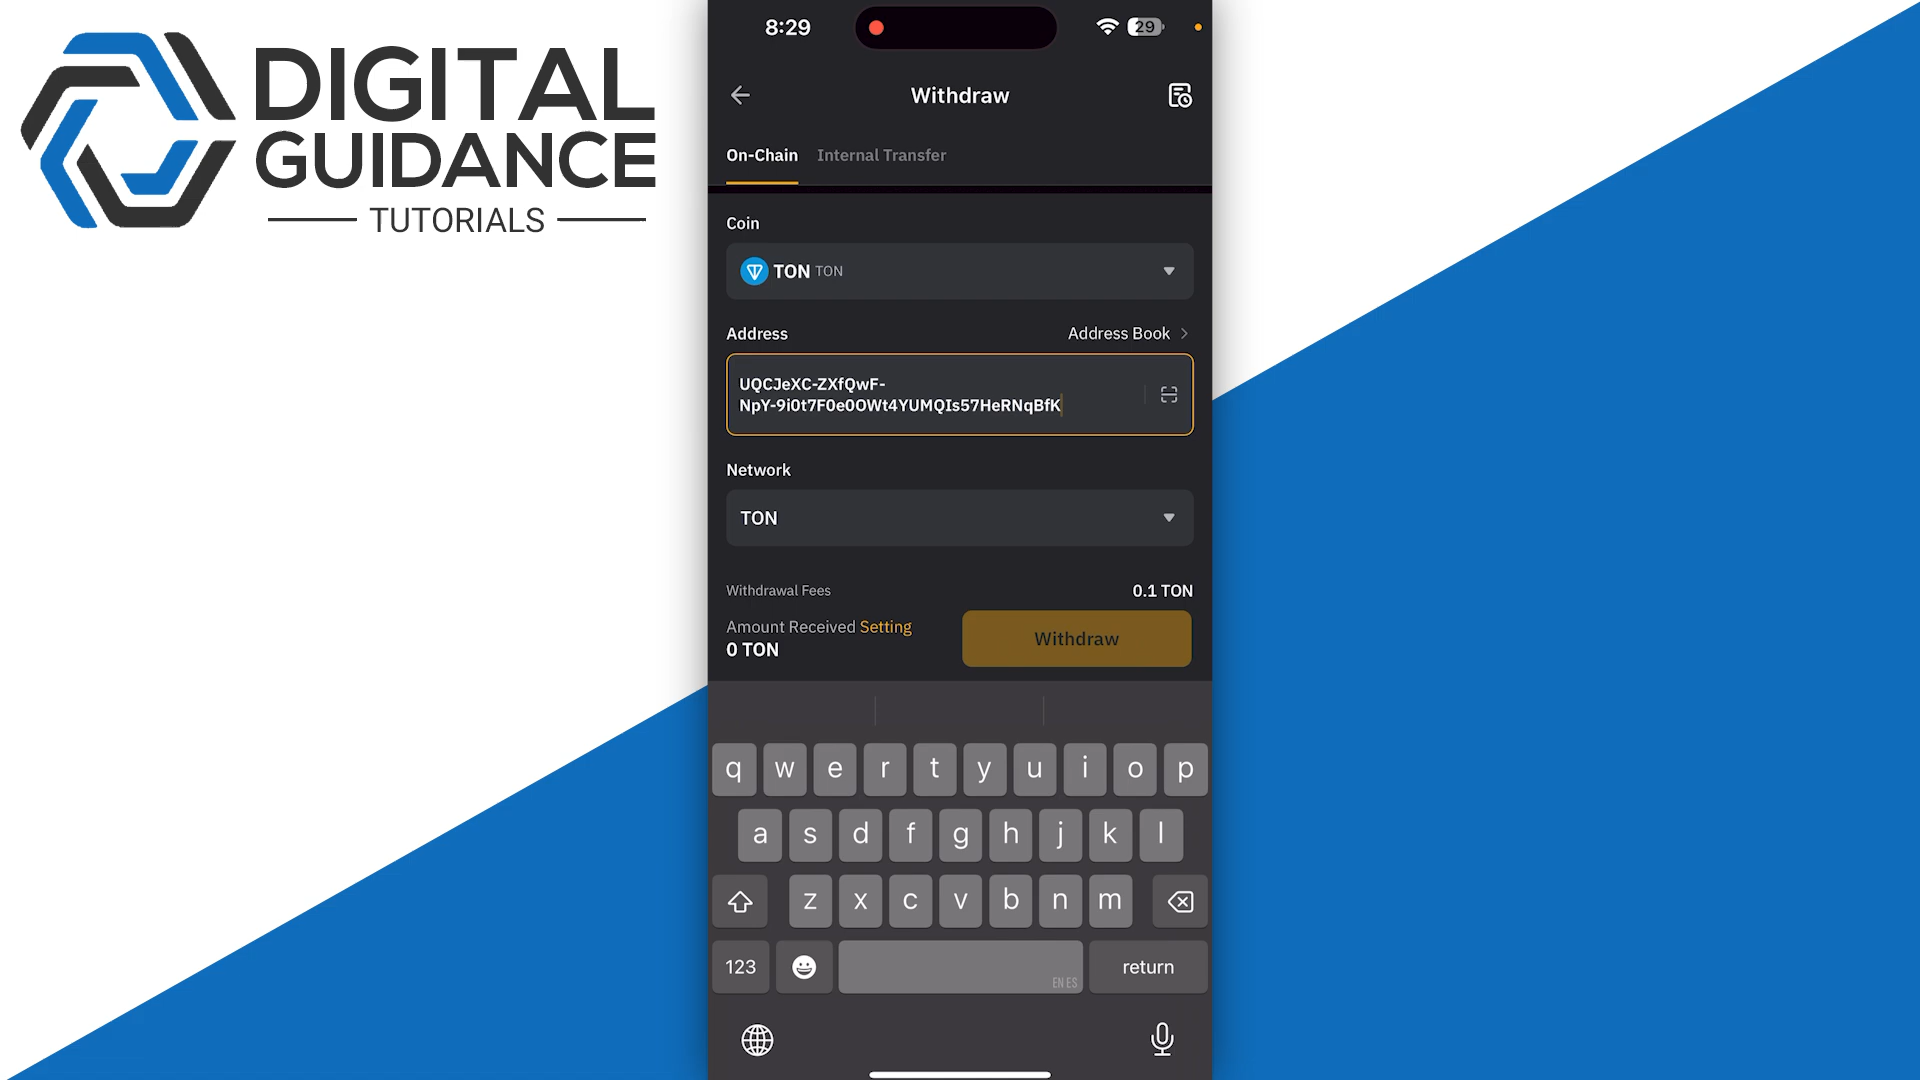 DIGITAL
GUIDANCE
TUTORIALS
8:29
29
Withdraw
On-Chain Internal Transfer
Coin
TON TON
Address Address Book
UQCJeXC-ZXfQwF-
NpY-9i0t7F0e0OWt4YUMQIs57HeRNqBfK
Network
TON
Withdrawal Fees 0.1 TON
Amount Received Setting
0 TON
Withdraw
q w e r t y u i o p
a s d f g h j k l
z x c v b n m
123 return
EN ES